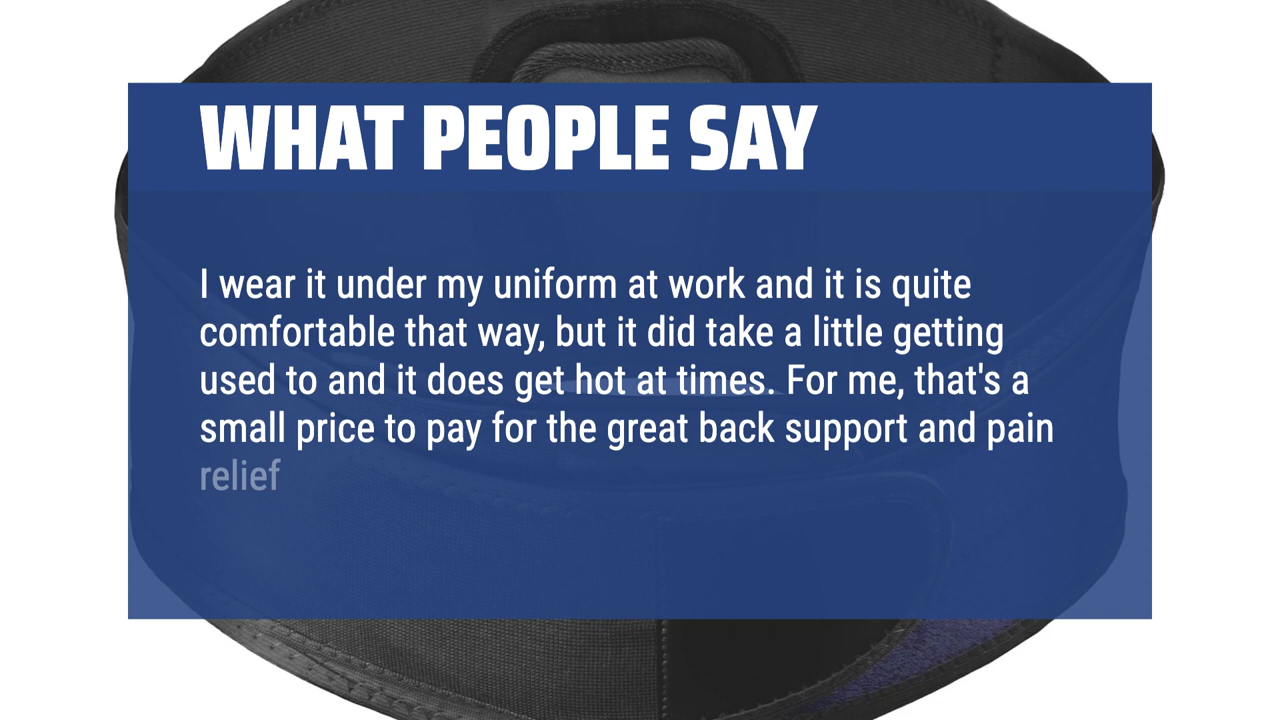 WHAT PEOPLE SAY
I wear it under my uniform at work and it is quite
comfortable that way, but it did take a little getting
used to and it does get hot at times. For me, that's a
small price to pay for the great back support and pain
relief